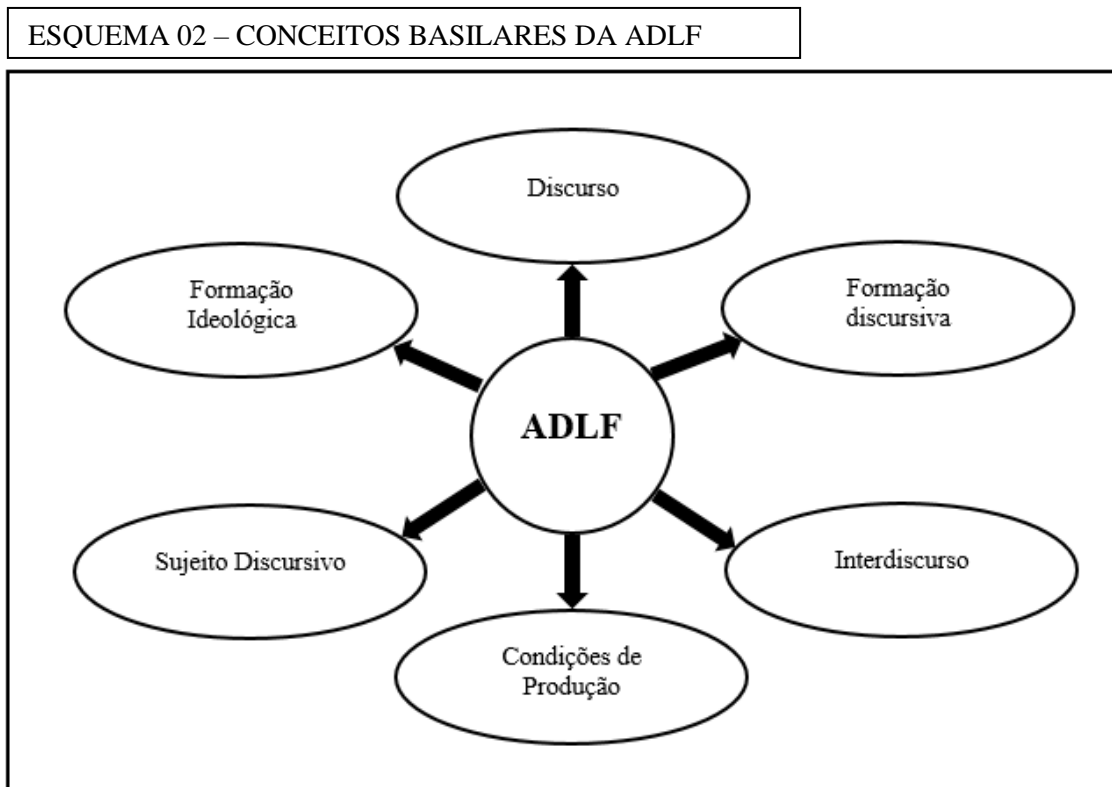 ESQUEMA 02 – CONCEITOS BASILARES DA ADLF
Discurso
Formação
Ideológica
Formação
discursiva
ADLF
Sujeito Discursivo
Interdiscurso
Condições de
Produção